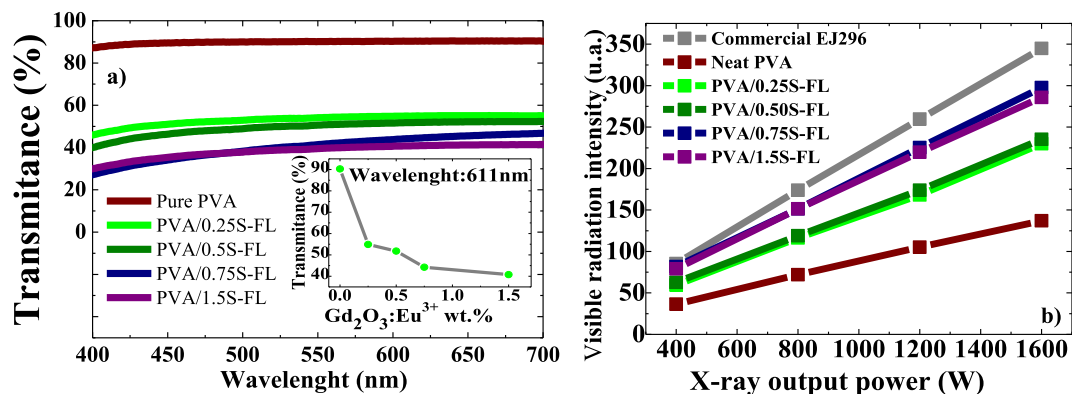 Transmitance (%)
100
80
60
40
20
0
a)
Pure PVA
PVA/0.25S-FL
PVA/0.5S-FL
PVA/0.75S-FL
PVA/1.5S-FL
400 450 500 550 600 650 700
Wavelenght (nm)
Transmitance (%)
90
80
70
60
50
40
Wavelenght:611nm
0.0 0.5 1.0 1.5
Gd₂O₃:Eu³⁺ wt.%
Visible radiation intensity (u.a.)
350
300
250
200
150
100
50
0
Commercial EJ296
Neat PVA
PVA/0.25S-FL
PVA/0.50S-FL
PVA/0.75S-FL
PVA/1.5S-FL
b)
400 600 800 1000 1200 1400 1600
X-ray output power (W)